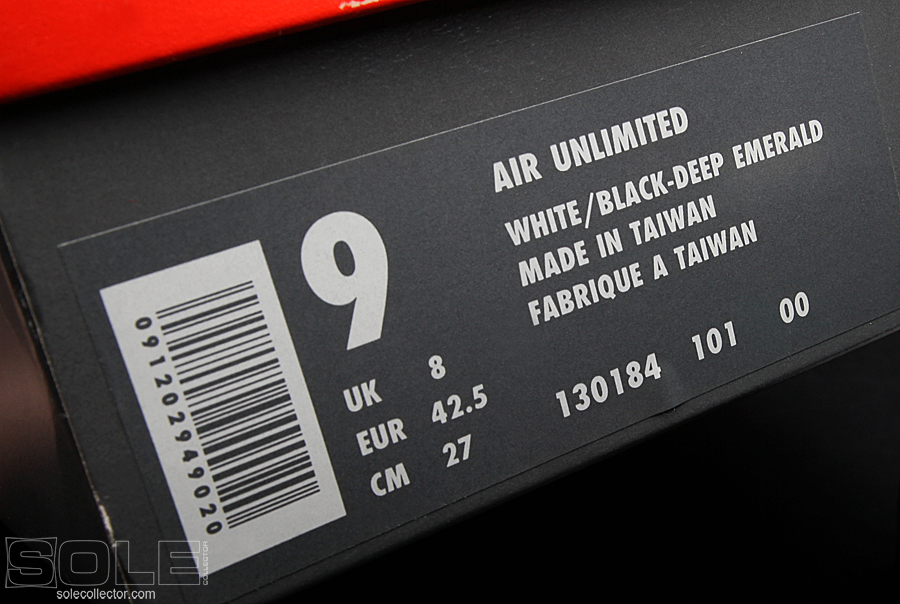 AIR UNLIMITED
WHITE/BLACK-DEEP EMERALD
MADE IN TAIWAN
FABRIQUE A TAIWAN
9
UK 8
EUR 42.5
CM 27
130184 101 00
091202949020
SOLE
COLLECTOR
solecollector.com